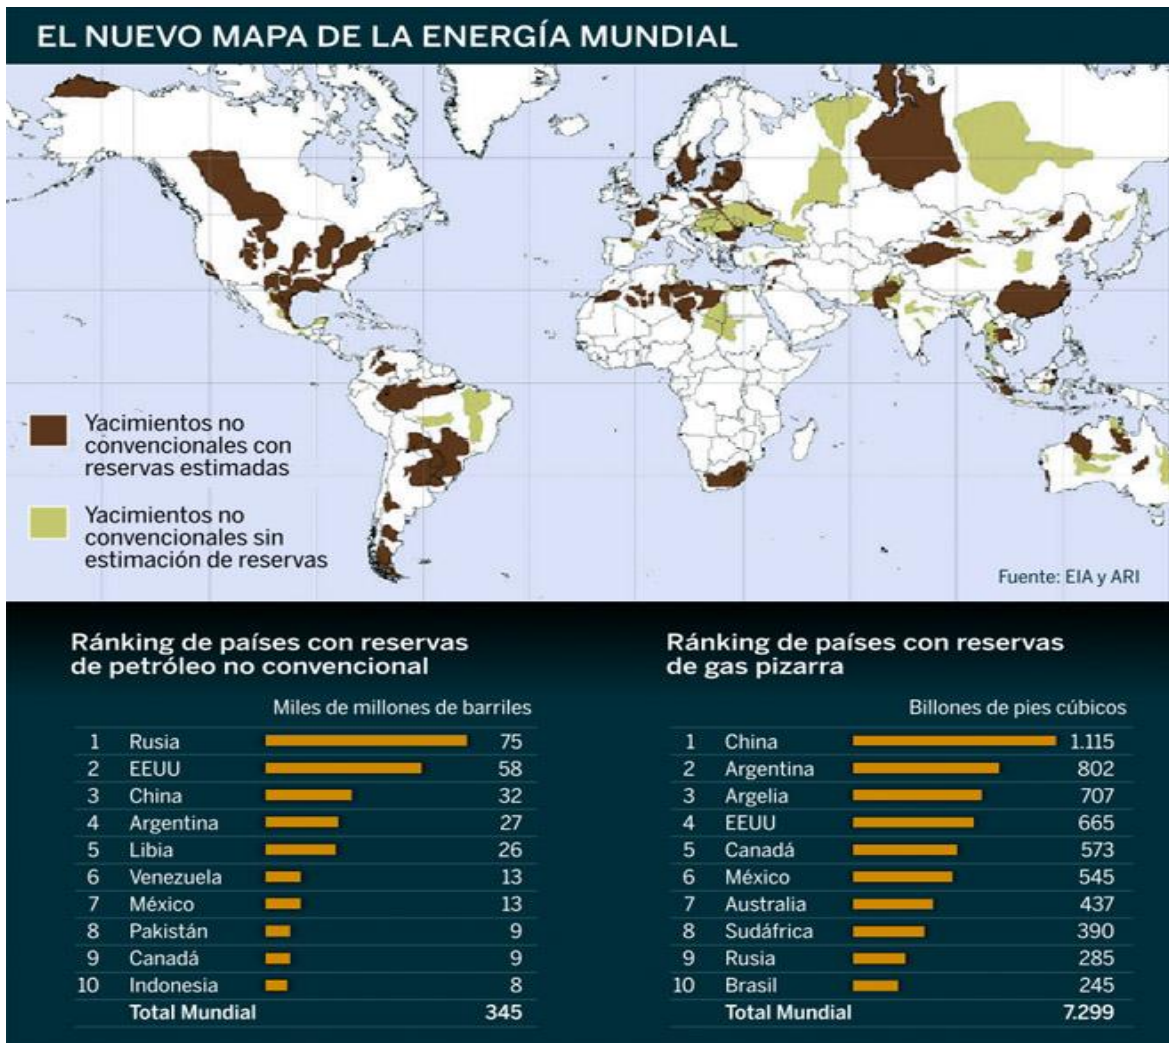 EL NUEVO MAPA DE LA ENERGÍA MUNDIAL
Yacimientos no
convencionales con
reservas estimadas
Yacimientos no
convencionales sin
estimación de reservas
Fuente: EIA y ARI
Ránking de países con reservas
de petróleo no convencional
Miles de millones de barriles
1 Rusia 75
2 EEUU 58
3 China 32
4 Argentina 27
5 Libia 26
6 Venezuela 13
7 México 13
8 Pakistán 9
9 Canadá 9
10 Indonesia 8
Total Mundial 345
Ránking de países con reservas
de gas pizarra
Billones de pies cúbicos
1 China 1.115
2 Argentina 802
3 Argelia 707
4 EEUU 665
5 Canadá 573
6 México 545
7 Australia 437
8 Sudáfrica 390
9 Rusia 285
10 Brasil 245
Total Mundial 7.299